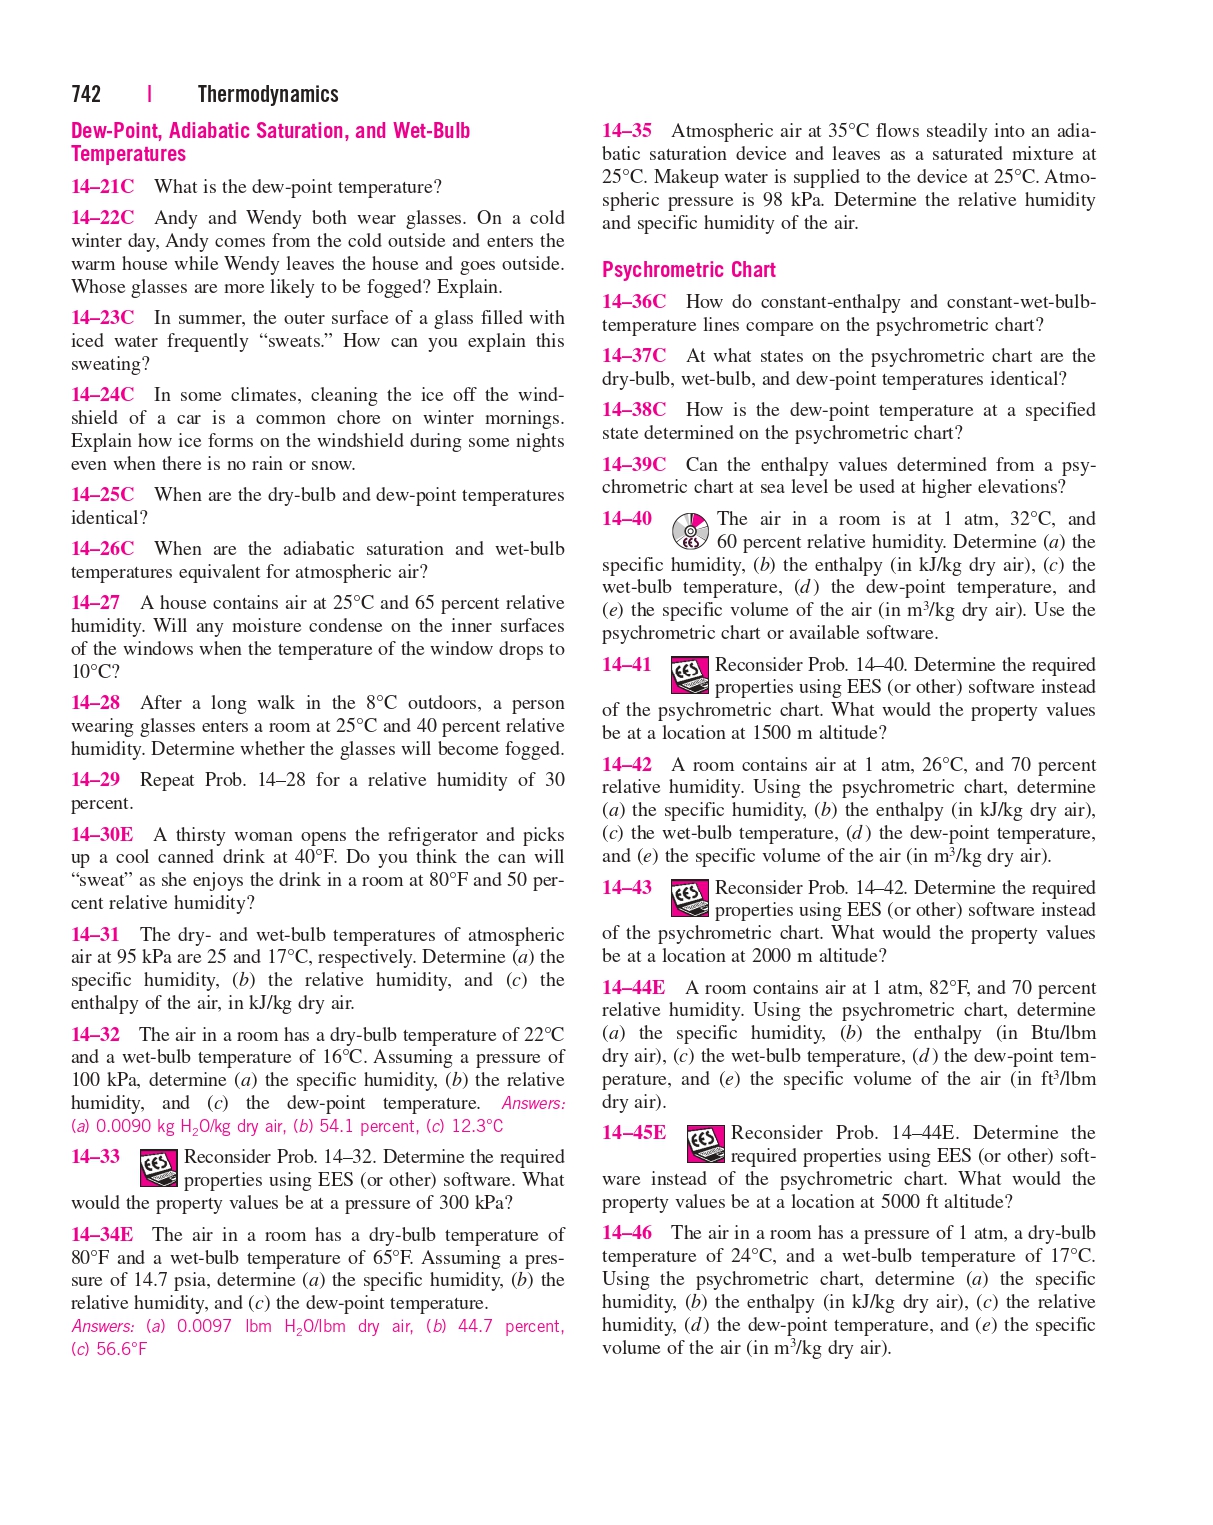 742 | Thermodynamics
Dew-Point, Adiabatic Saturation, and Wet-Bulb
Temperatures
14–21C What is the dew-point temperature?
14–22C Andy and Wendy both wear glasses. On a cold
winter day, Andy comes from the cold outside and enters the
warm house while Wendy leaves the house and goes outside.
Whose glasses are more likely to be fogged? Explain.
14–23C In summer, the outer surface of a glass filled with
iced water frequently “sweats.” How can you explain this
sweating?
14–24C In some climates, cleaning the ice off the wind-
shield of a car is a common chore on winter mornings.
Explain how ice forms on the windshield during some nights
even when there is no rain or snow.
14–25C When are the dry-bulb and dew-point temperatures
identical?
14–26C When are the adiabatic saturation and wet-bulb
temperatures equivalent for atmospheric air?
14–27 A house contains air at 25°C and 65 percent relative
humidity. Will any moisture condense on the inner surfaces
of the windows when the temperature of the window drops to
10°C?
14–28 After a long walk in the 8°C outdoors, a person
wearing glasses enters a room at 25°C and 40 percent relative
humidity. Determine whether the glasses will become fogged.
14–29 Repeat Prob. 14–28 for a relative humidity of 30
percent.
14–30E A thirsty woman opens the refrigerator and picks
up a cool canned drink at 40°F. Do you think the can will
“sweat” as she enjoys the drink in a room at 80°F and 50 per-
cent relative humidity?
14–31 The dry- and wet-bulb temperatures of atmospheric
air at 95 kPa are 25 and 17°C, respectively. Determine (a) the
specific humidity, (b) the relative humidity, and (c) the
enthalpy of the air, in kJ/kg dry air.
14–32 The air in a room has a dry-bulb temperature of 22°C
and a wet-bulb temperature of 16°C. Assuming a pressure of
100 kPa, determine (a) the specific humidity, (b) the relative
humidity, and (c) the dew-point temperature. Answers:
(a) 0.0090 kg H₂O/kg dry air, (b) 54.1 percent, (c) 12.3°C
14–33 EES Reconsider Prob. 14–32. Determine the required
properties using EES (or other) software. What
would the property values be at a pressure of 300 kPa?
14–34E The air in a room has a dry-bulb temperature of
80°F and a wet-bulb temperature of 65°F. Assuming a pres-
sure of 14.7 psia, determine (a) the specific humidity, (b) the
relative humidity, and (c) the dew-point temperature.
Answers: (a) 0.0097 lbm H₂O/lbm dry air, (b) 44.7 percent,
(c) 56.6°F
14–35 Atmospheric air at 35°C flows steadily into an adia-
batic saturation device and leaves as a saturated mixture at
25°C. Makeup water is supplied to the device at 25°C. Atmo-
spheric pressure is 98 kPa. Determine the relative humidity
and specific humidity of the air.
Psychrometric Chart
14–36C How do constant-enthalpy and constant-wet-bulb-
temperature lines compare on the psychrometric chart?
14–37C At what states on the psychrometric chart are the
dry-bulb, wet-bulb, and dew-point temperatures identical?
14–38C How is the dew-point temperature at a specified
state determined on the psychrometric chart?
14–39C Can the enthalpy values determined from a psy-
chrometric chart at sea level be used at higher elevations?
14–40 EES The air in a room is at 1 atm, 32°C, and
60 percent relative humidity. Determine (a) the
specific humidity, (b) the enthalpy (in kJ/kg dry air), (c) the
wet-bulb temperature, (d) the dew-point temperature, and
(e) the specific volume of the air (in m³/kg dry air). Use the
psychrometric chart or available software.
14–41 EES Reconsider Prob. 14–40. Determine the required
properties using EES (or other) software instead
of the psychrometric chart. What would the property values
be at a location at 1500 m altitude?
14–42 A room contains air at 1 atm, 26°C, and 70 percent
relative humidity. Using the psychrometric chart, determine
(a) the specific humidity, (b) the enthalpy (in kJ/kg dry air),
(c) the wet-bulb temperature, (d) the dew-point temperature,
and (e) the specific volume of the air (in m³/kg dry air).
14–43 EES Reconsider Prob. 14–42. Determine the required
properties using EES (or other) software instead
of the psychrometric chart. What would the property values
be at a location at 2000 m altitude?
14–44E A room contains air at 1 atm, 82°F, and 70 percent
relative humidity. Using the psychrometric chart, determine
(a) the specific humidity, (b) the enthalpy (in Btu/lbm
dry air), (c) the wet-bulb temperature, (d) the dew-point tem-
perature, and (e) the specific volume of the air (in ft³/lbm
dry air).
14–45E EES Reconsider Prob. 14–44E. Determine the
required properties using EES (or other) soft-
ware instead of the psychrometric chart. What would the
property values be at a location at 5000 ft altitude?
14–46 The air in a room has a pressure of 1 atm, a dry-bulb
temperature of 24°C, and a wet-bulb temperature of 17°C.
Using the psychrometric chart, determine (a) the specific
humidity, (b) the enthalpy (in kJ/kg dry air), (c) the relative
humidity, (d) the dew-point temperature, and (e) the specific
volume of the air (in m³/kg dry air).